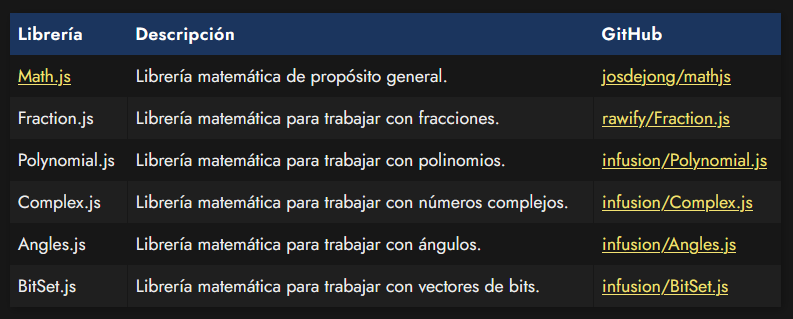 Librería Descripción GitHub
Math.js Librería matemática de propósito general. josdejong/mathjs
Fraction.js Librería matemática para trabajar con fracciones. rawify/Fraction.js
Polynomial.js Librería matemática para trabajar con polinomios. infusion/Polynomial.js
Complex.js Librería matemática para trabajar con números complejos. infusion/Complex.js
Angles.js Librería matemática para trabajar con ángulos. infusion/Angles.js
BitSet.js Librería matemática para trabajar con vectores de bits. infusion/BitSet.js